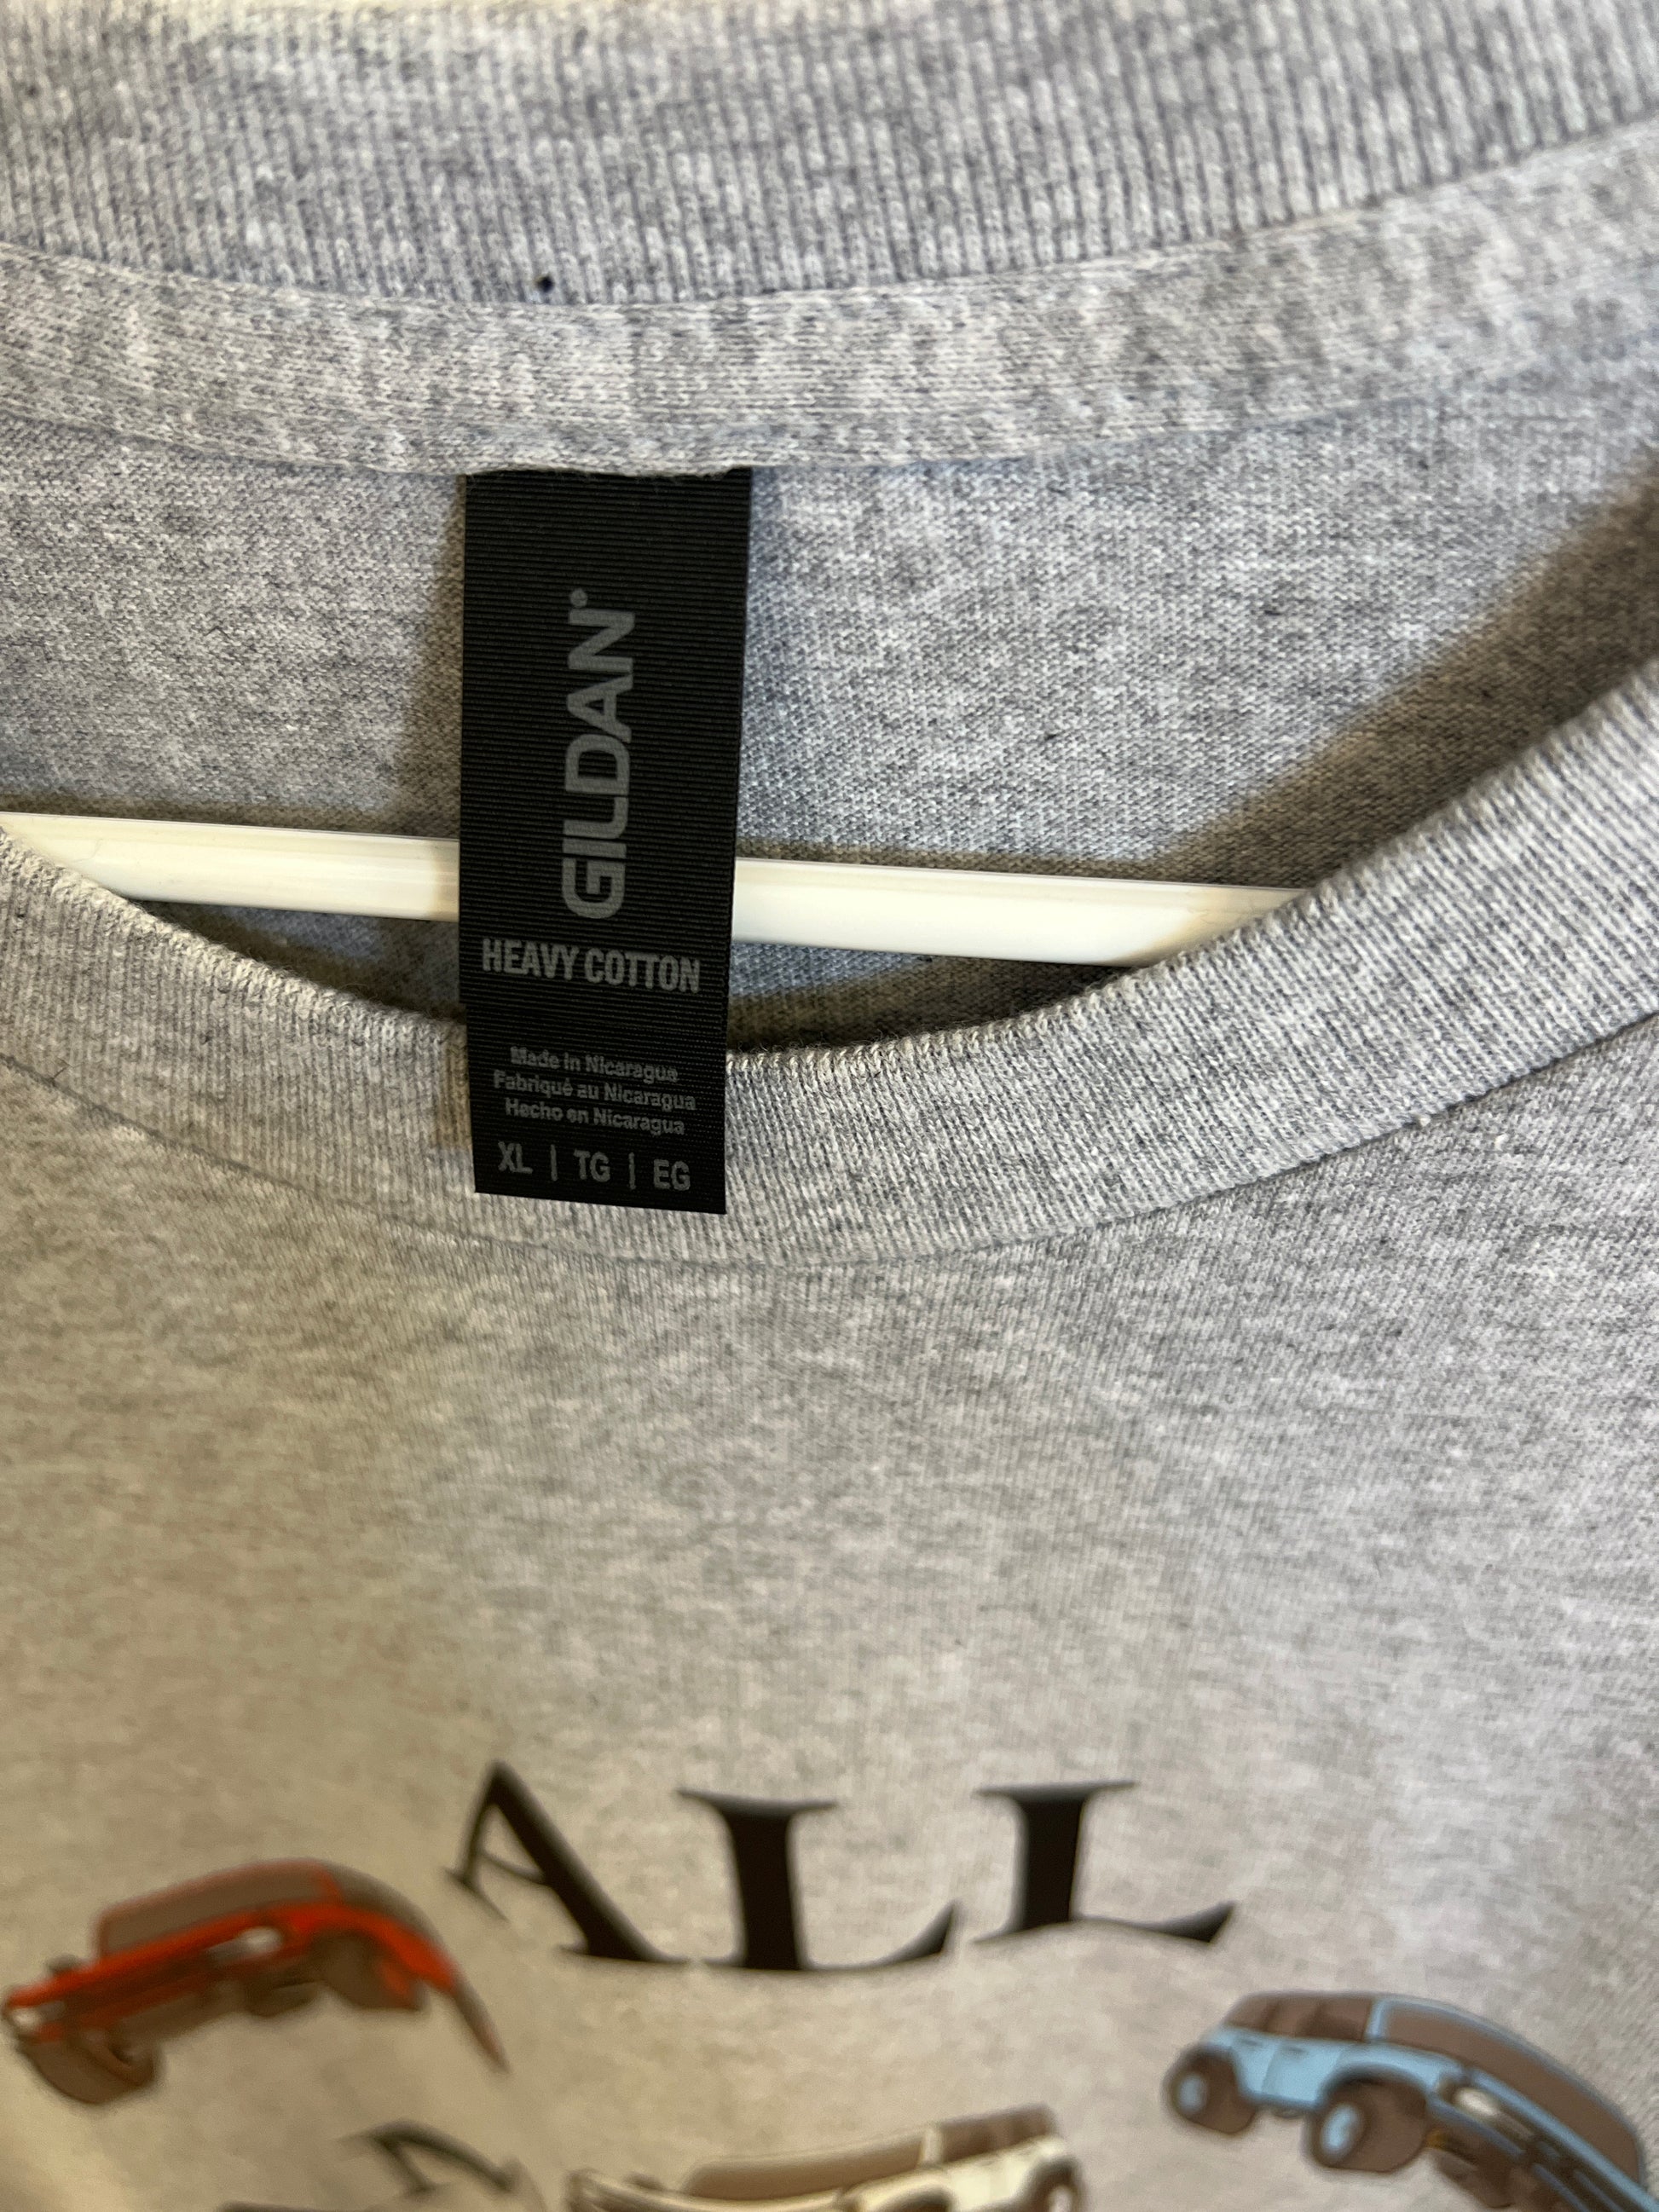 GILDAN®
HEAVY COTTON
Made in Nicaragua
Fabriqué au Nicaragua
Hecho en Nicaragua
XL | TG | EG
ALL